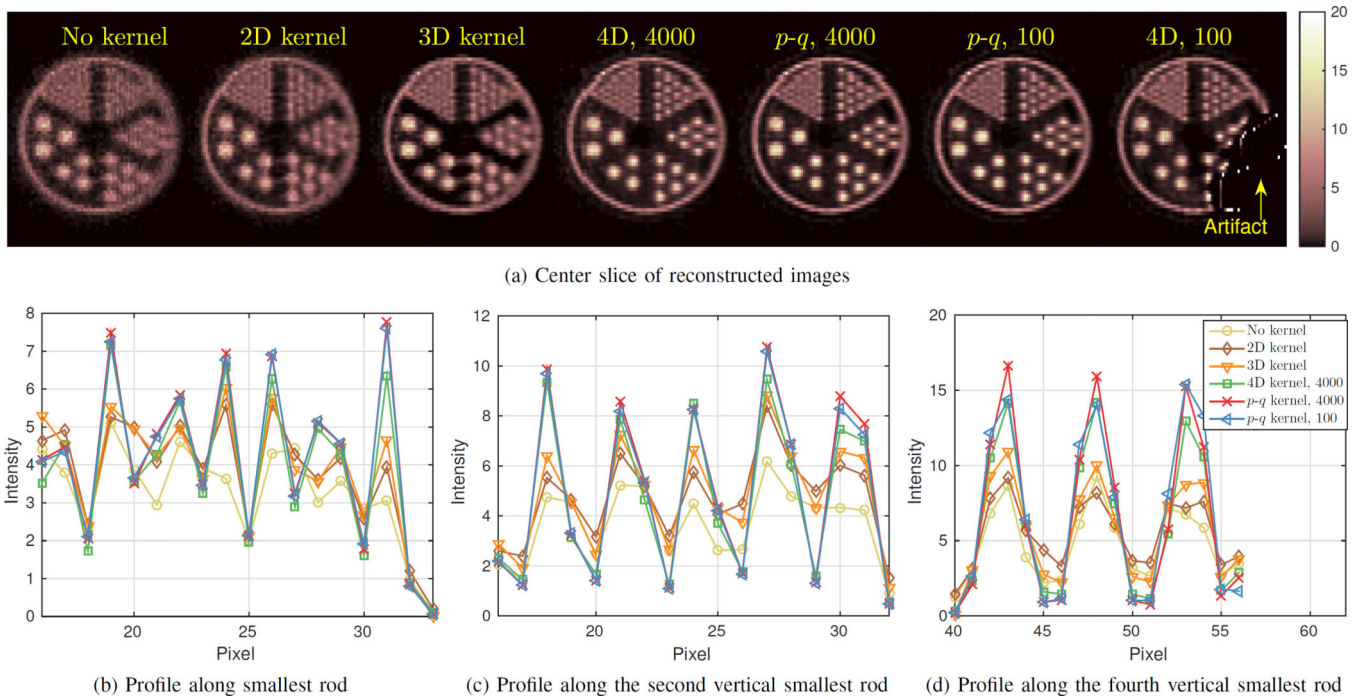 No kernel 2D kernel 3D kernel 4D, 4000 p-q, 4000 p-q, 100 4D, 100
Artifact
20
15
10
5
0
(a) Center slice of reconstructed images
8
7
6
5
4
3
2
1
0
Intensity
20 25 30
Pixel
(b) Profile along smallest rod
12
10
8
6
4
2
0
Intensity
20 25 30
Pixel
(c) Profile along the second vertical smallest rod
20
15
10
5
0
Intensity
40 45 50 55 60
Pixel
No kernel
2D kernel
3D kernel
4D kernel, 4000
p-q kernel, 4000
p-q kernel, 100
(d) Profile along the fourth vertical smallest rod